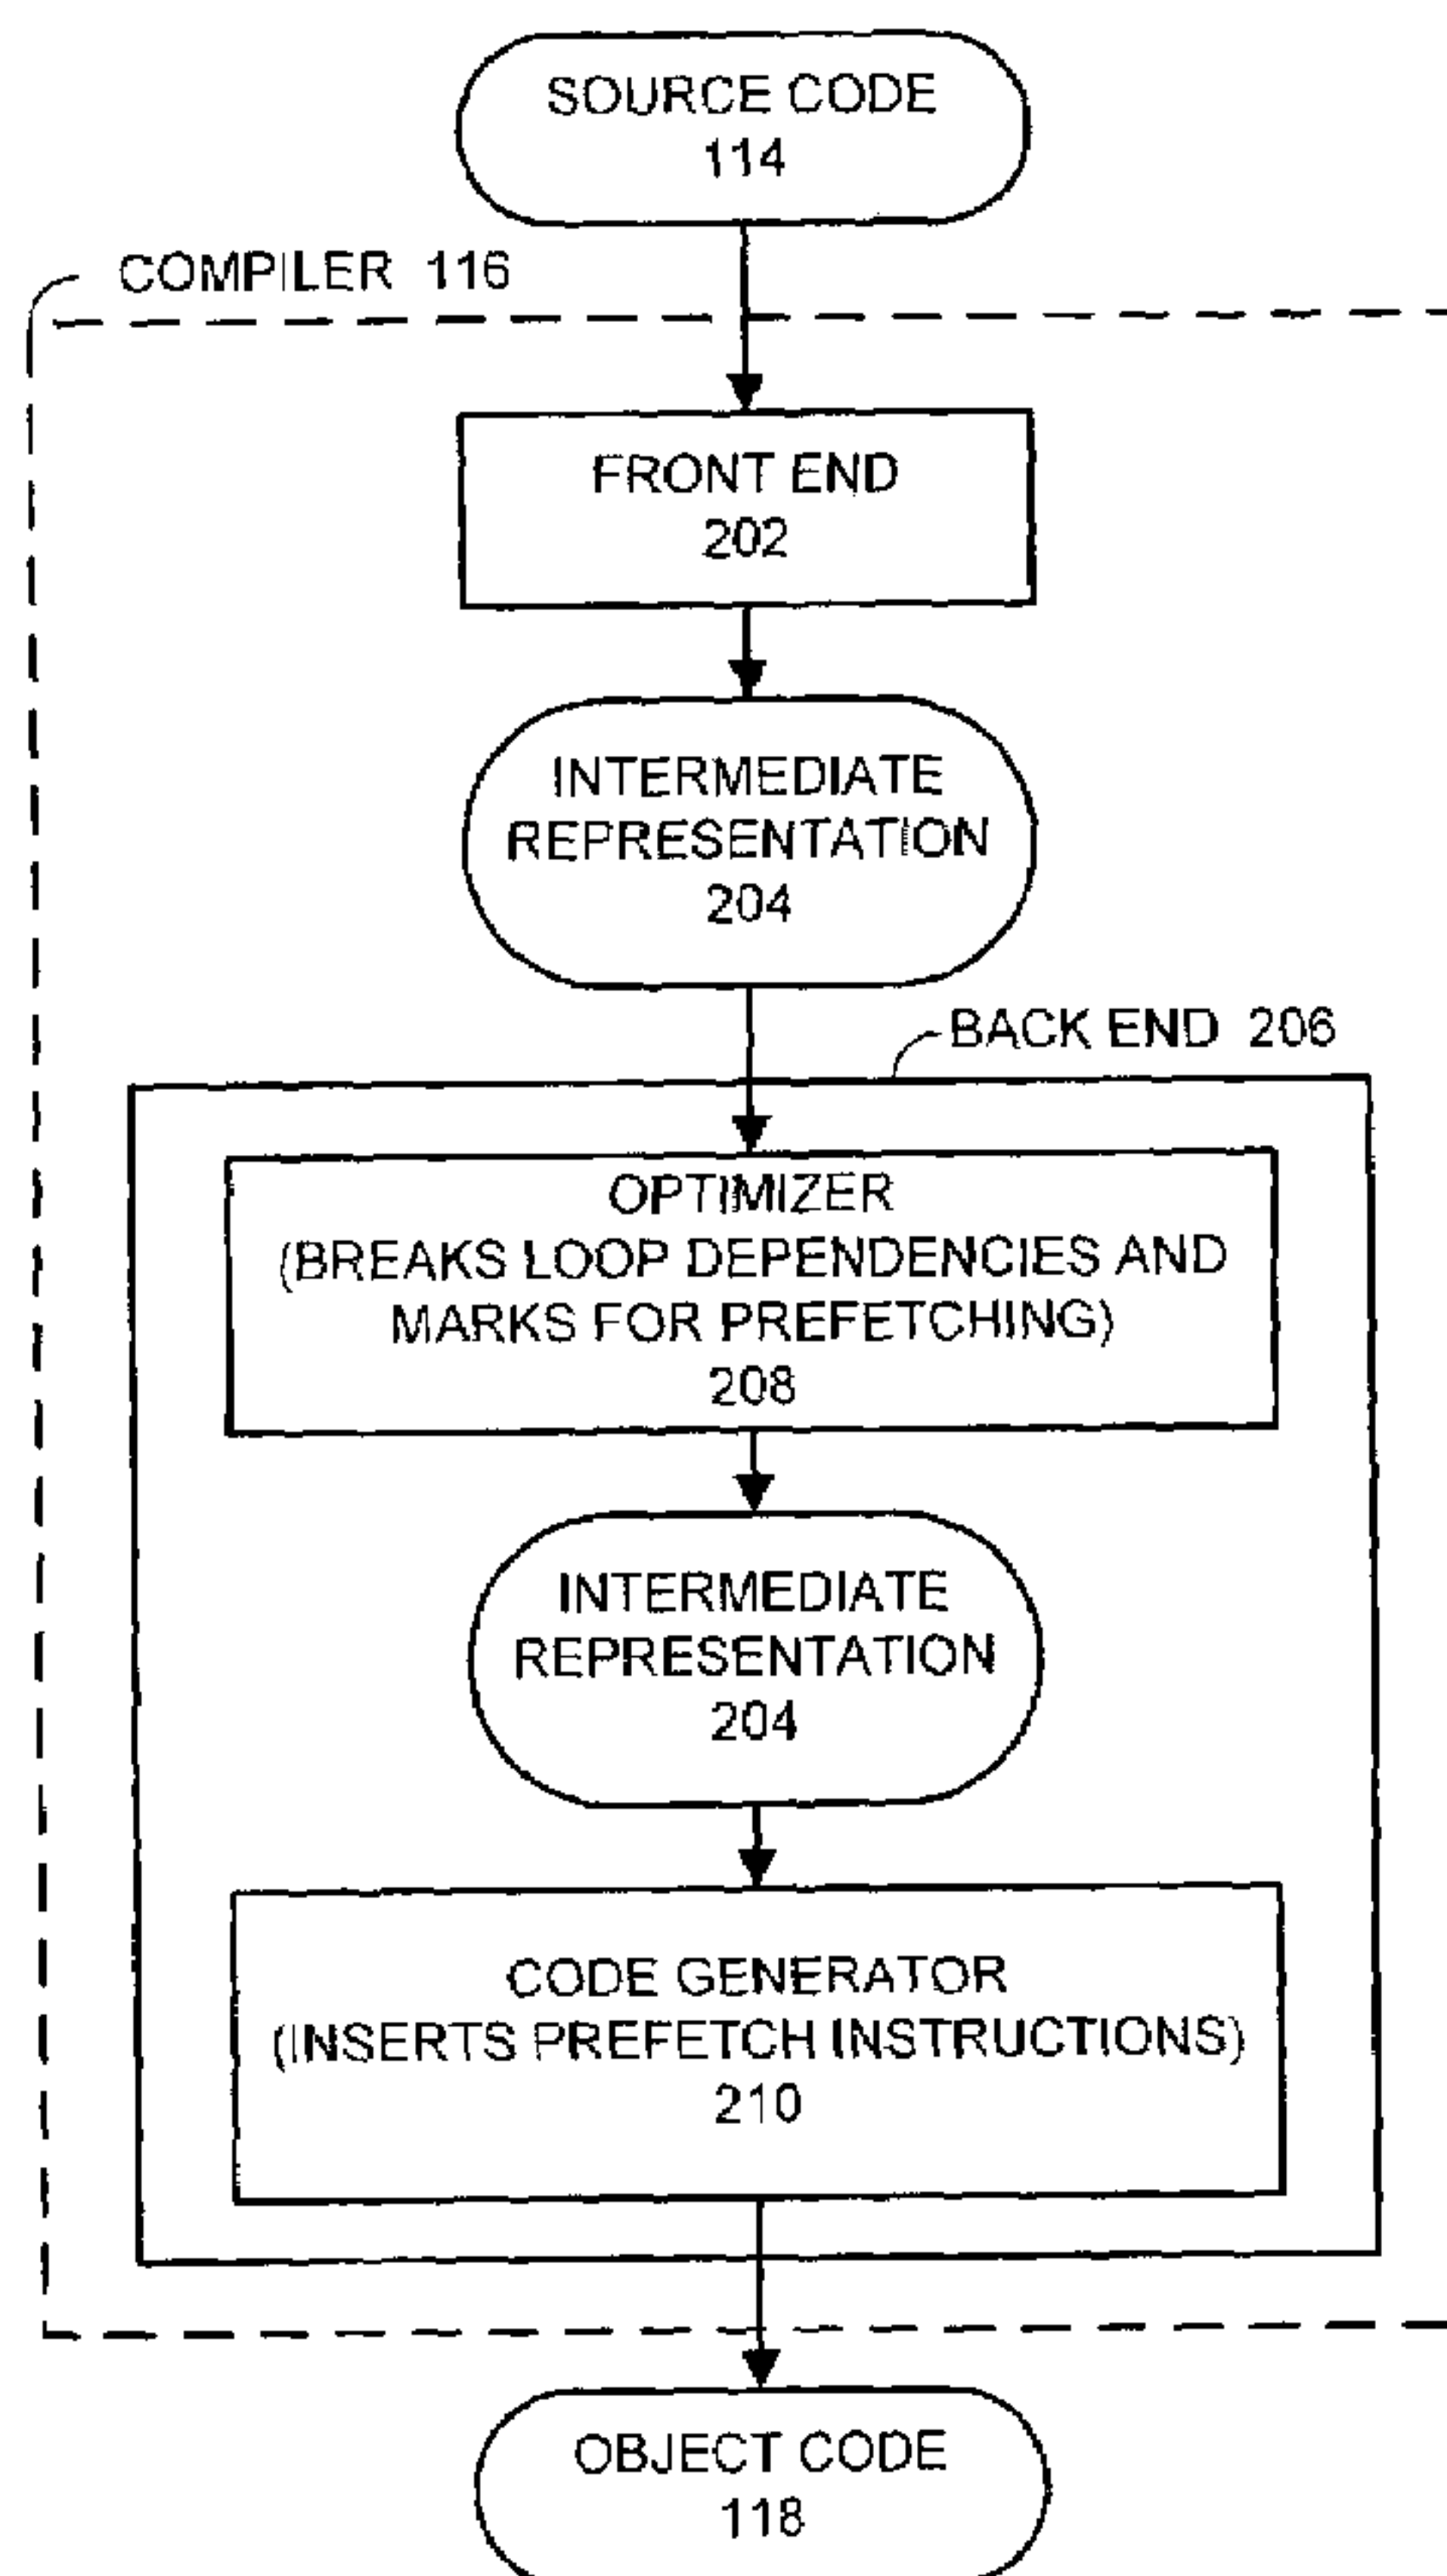 SOURCE CODE
114
COMPILER 116
FRONT END
202
INTERMEDIATE
REPRESENTATION
204
BACK END 206
OPTIMIZER
(BREAKS LOOP DEPENDENCIES AND
MARKS FOR PREFETCHING)
208
INTERMEDIATE
REPRESENTATION
204
CODE GENERATOR
(INSERTS PREFETCH INSTRUCTIONS)
210
OBJECT CODE
118